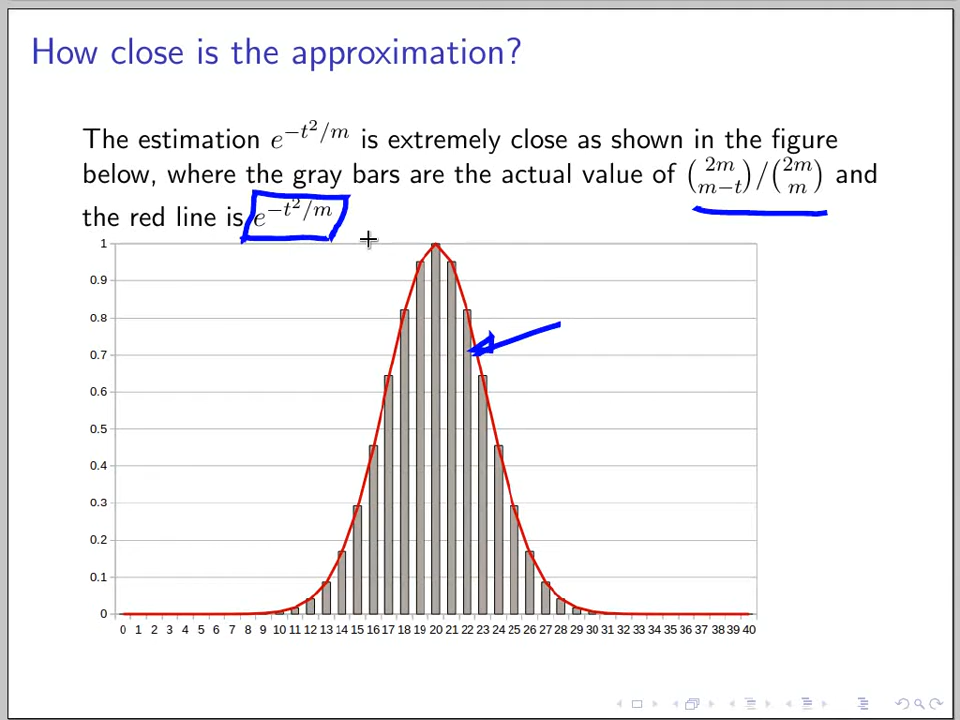 How close is the approximation?
The estimation e^{−t²/m} is extremely close as shown in the figure
below, where the gray bars are the actual value of \binom{2m}{m−t}/\binom{2m}{m} and
the red line is e^{−t²/m}
1
0.9
0.8
0.7
0.6
0.5
0.4
0.3
0.2
0.1
0
0 1 2 3 4 5 6 7 8 9 10 11 12 13 14 15 16 17 18 19 20 21 22 23 24 25 26 27 28 29 30 31 32 33 34 35 36 37 38 39 40